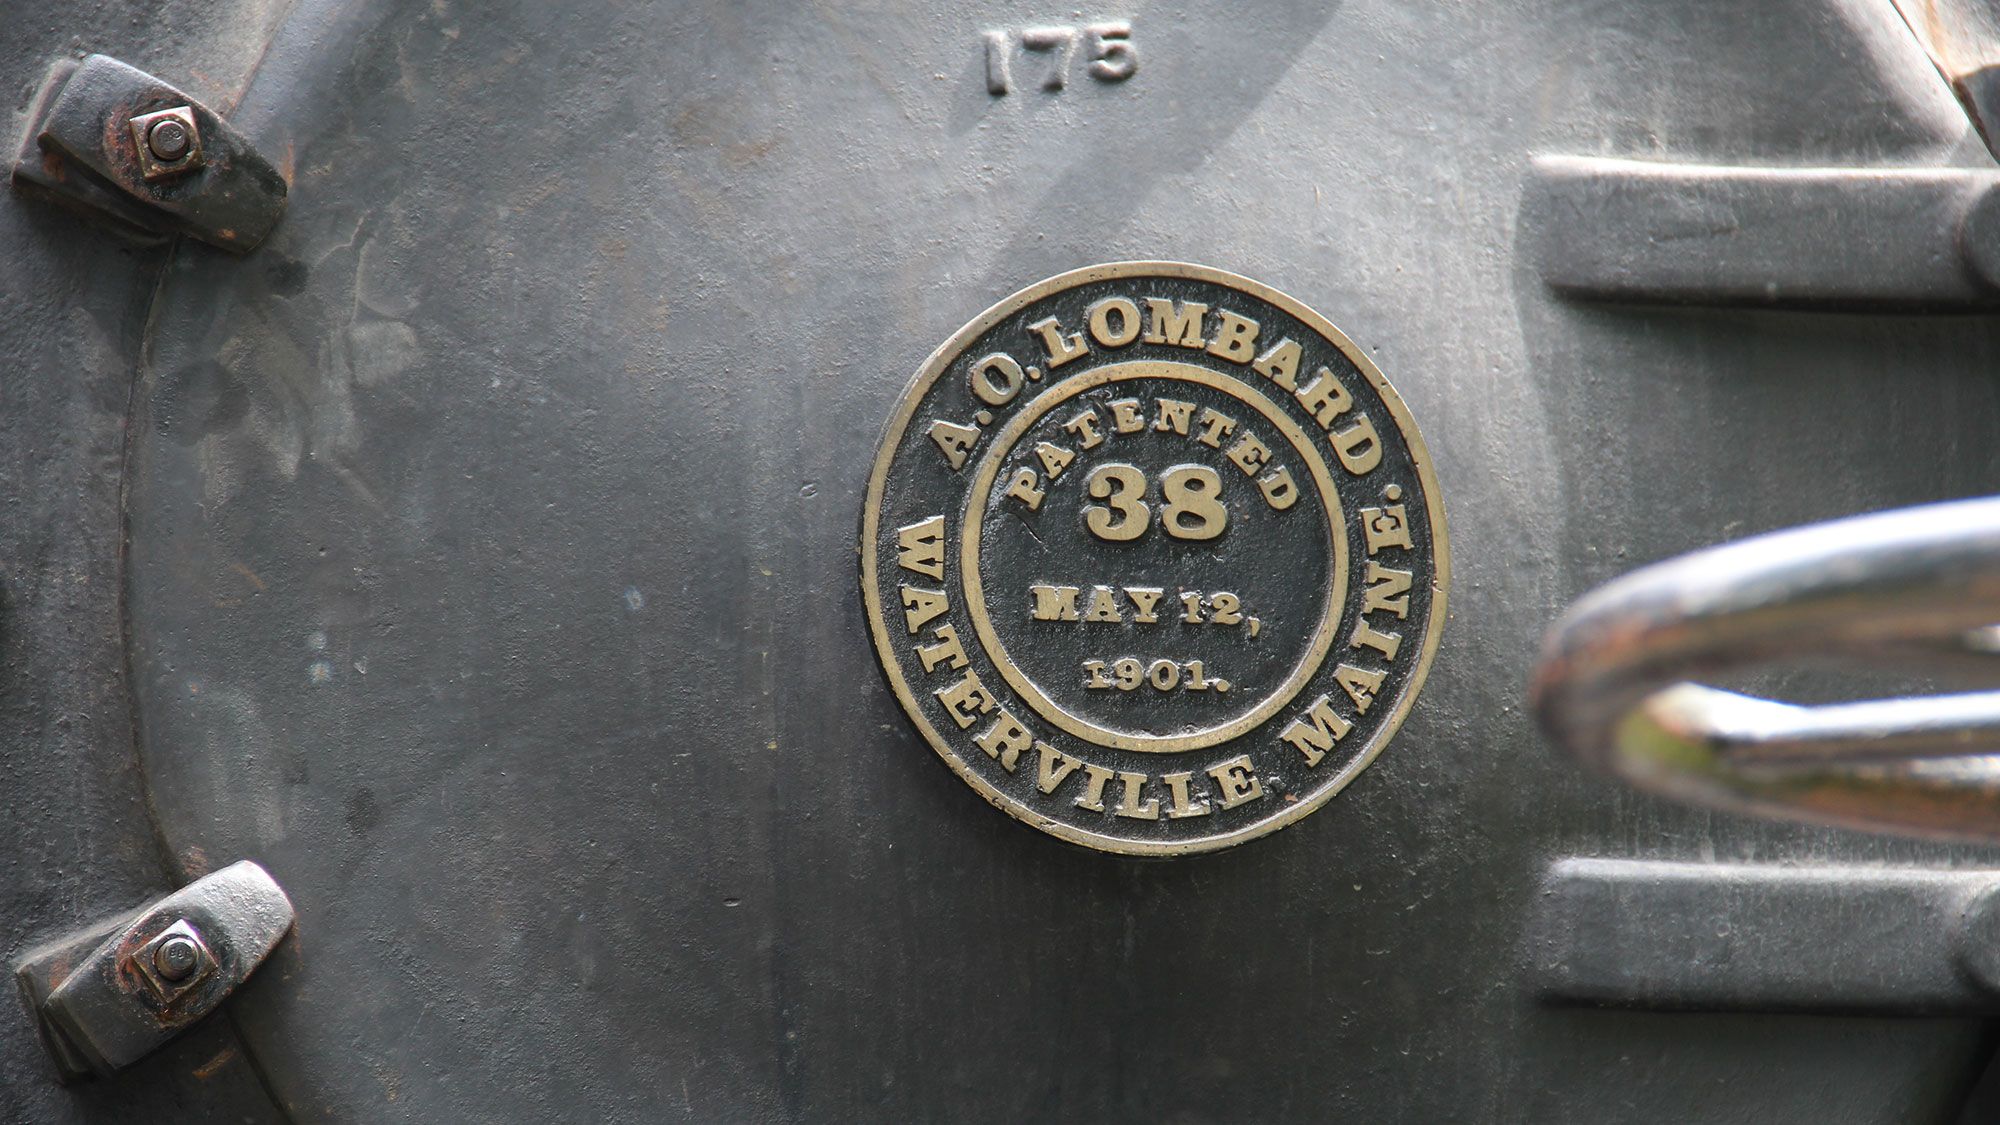 175
A.O. LOMBARD.
PATENTED
38
MAY 12,
1901.
WATERVILLE, MAINE.